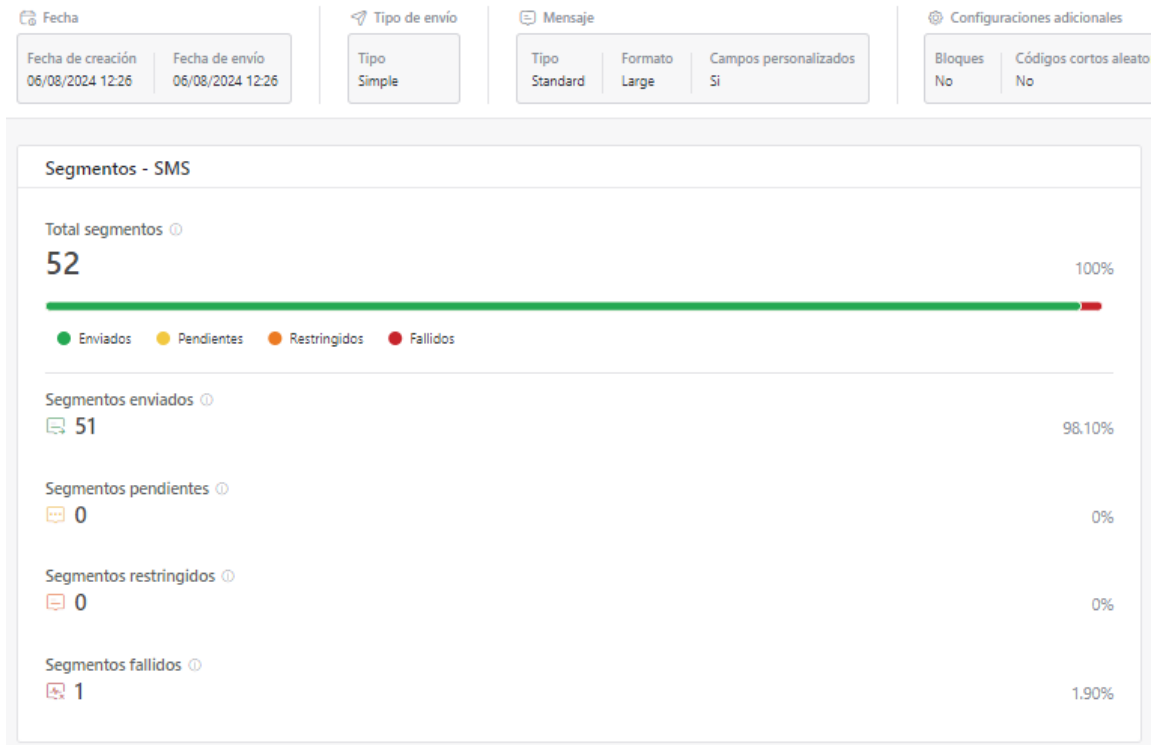 Fecha
Tipo de envío
Mensaje
Configuraciones adicionales
Fecha de creación
Fecha de envío
Tipo
Tipo
Formato
Campos personalizados
Bloques
Códigos cortos aleato
06/08/2024 12:26
06/08/2024 12:26
Simple
Standard
Large
Si
No
No
Segmentos - SMS
Total segmentos
52
100%
Enviados
Pendientes
Restringidos
Fallidos
Segmentos enviados
51
98.10%
Segmentos pendientes
0
0%
Segmentos restringidos
0
0%
Segmentos fallidos
1
1.90%